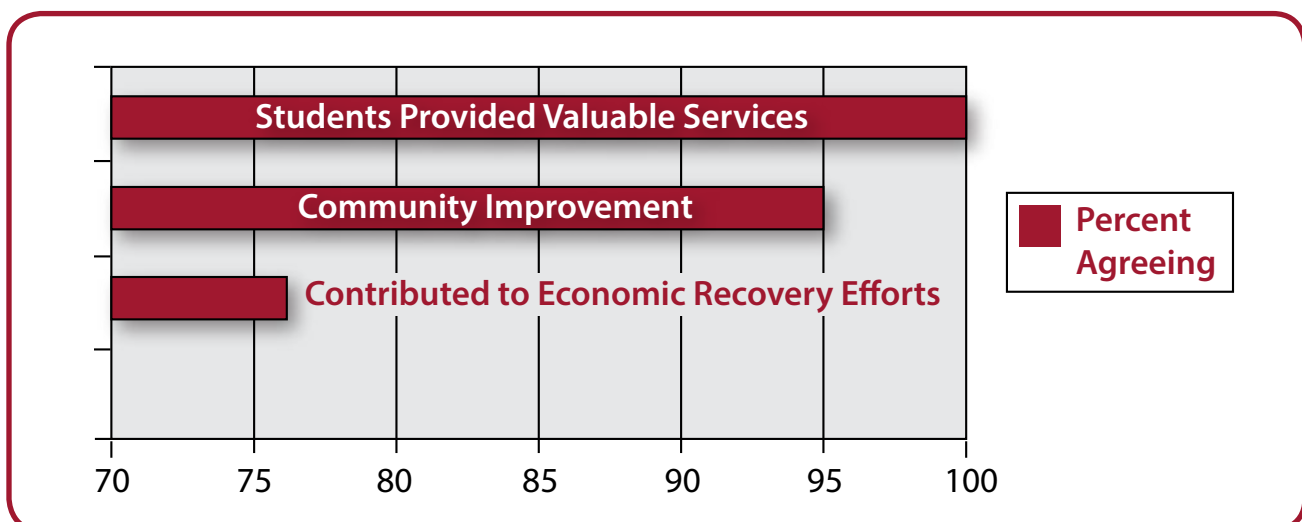 Students Provided Valuable Services
Community Improvement
Contributed to Economic Recovery Efforts
Percent
Agreeing
70 75 80 85 90 95 100